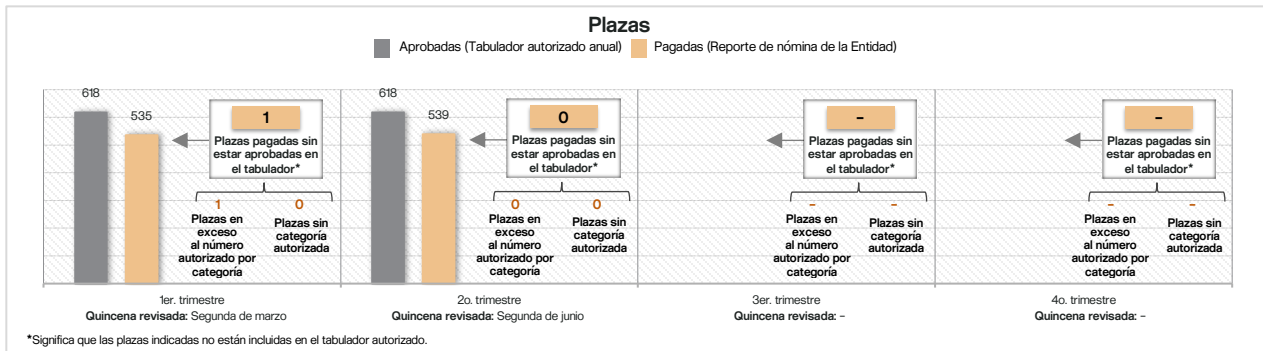 Plazas
Aprobadas (Tabulador autorizado anual)
Pagadas (Reporte de nómina de la Entidad)
618
535
1
Plazas pagadas sin
estar aprobadas en
el tabulador*
1
0
Plazas en
exceso
al número
autorizado por
categoría
Plazas sin
categoría
autorizada
618
539
0
Plazas pagadas sin
estar aprobadas en
el tabulador*
0
0
Plazas en
exceso
al número
autorizado por
categoría
Plazas sin
categoría
autorizada
-
Plazas pagadas sin
estar aprobadas en
el tabulador*
-
-
Plazas en
exceso
al número
autorizado por
categoría
Plazas sin
categoría
autorizada
-
Plazas pagadas sin
estar aprobadas en
el tabulador*
-
-
Plazas en
exceso
al número
autorizado por
categoría
Plazas sin
categoría
autorizada
1er. trimestre
Quincena revisada: Segunda de marzo
2o. trimestre
Quincena revisada: Segunda de junio
3er. trimestre
Quincena revisada: -
4o. trimestre
Quincena revisada: -
*Significa que las plazas indicadas no están incluidas en el tabulador autorizado.